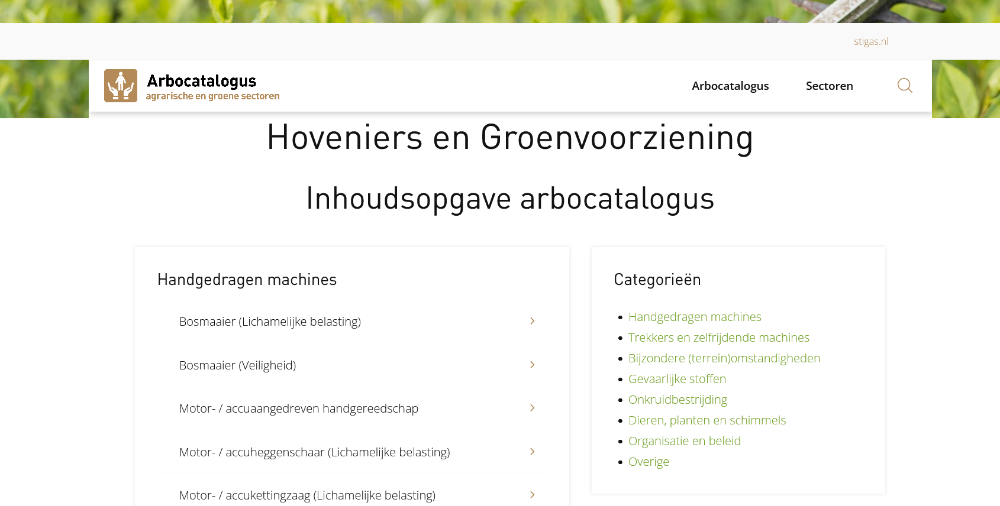 stigas.nl
Arbocatalogus
agrarische en groene sectoren
Arbocatalogus
Sectoren
Hoveniers en Groenvoorziening
Inhoudsopgave arbocatalogus
Handgedragen machines
Bosmaaier (Lichamelijke belasting)
Bosmaaier (Veiligheid)
Motor- / accuaangedreven handgereedschap
Motor- / accuheggenschaar (Lichamelijke belasting)
Motor- / accukettingzaag (Lichamelijke belasting)
Categorieën
Handgedragen machines
Trekkers en zelfrijdende machines
Bijzondere (terrein)omstandigheden
Gevaarlijke stoffen
Onkruidbestrijding
Dieren, planten en schimmels
Organisatie en beleid
Overige